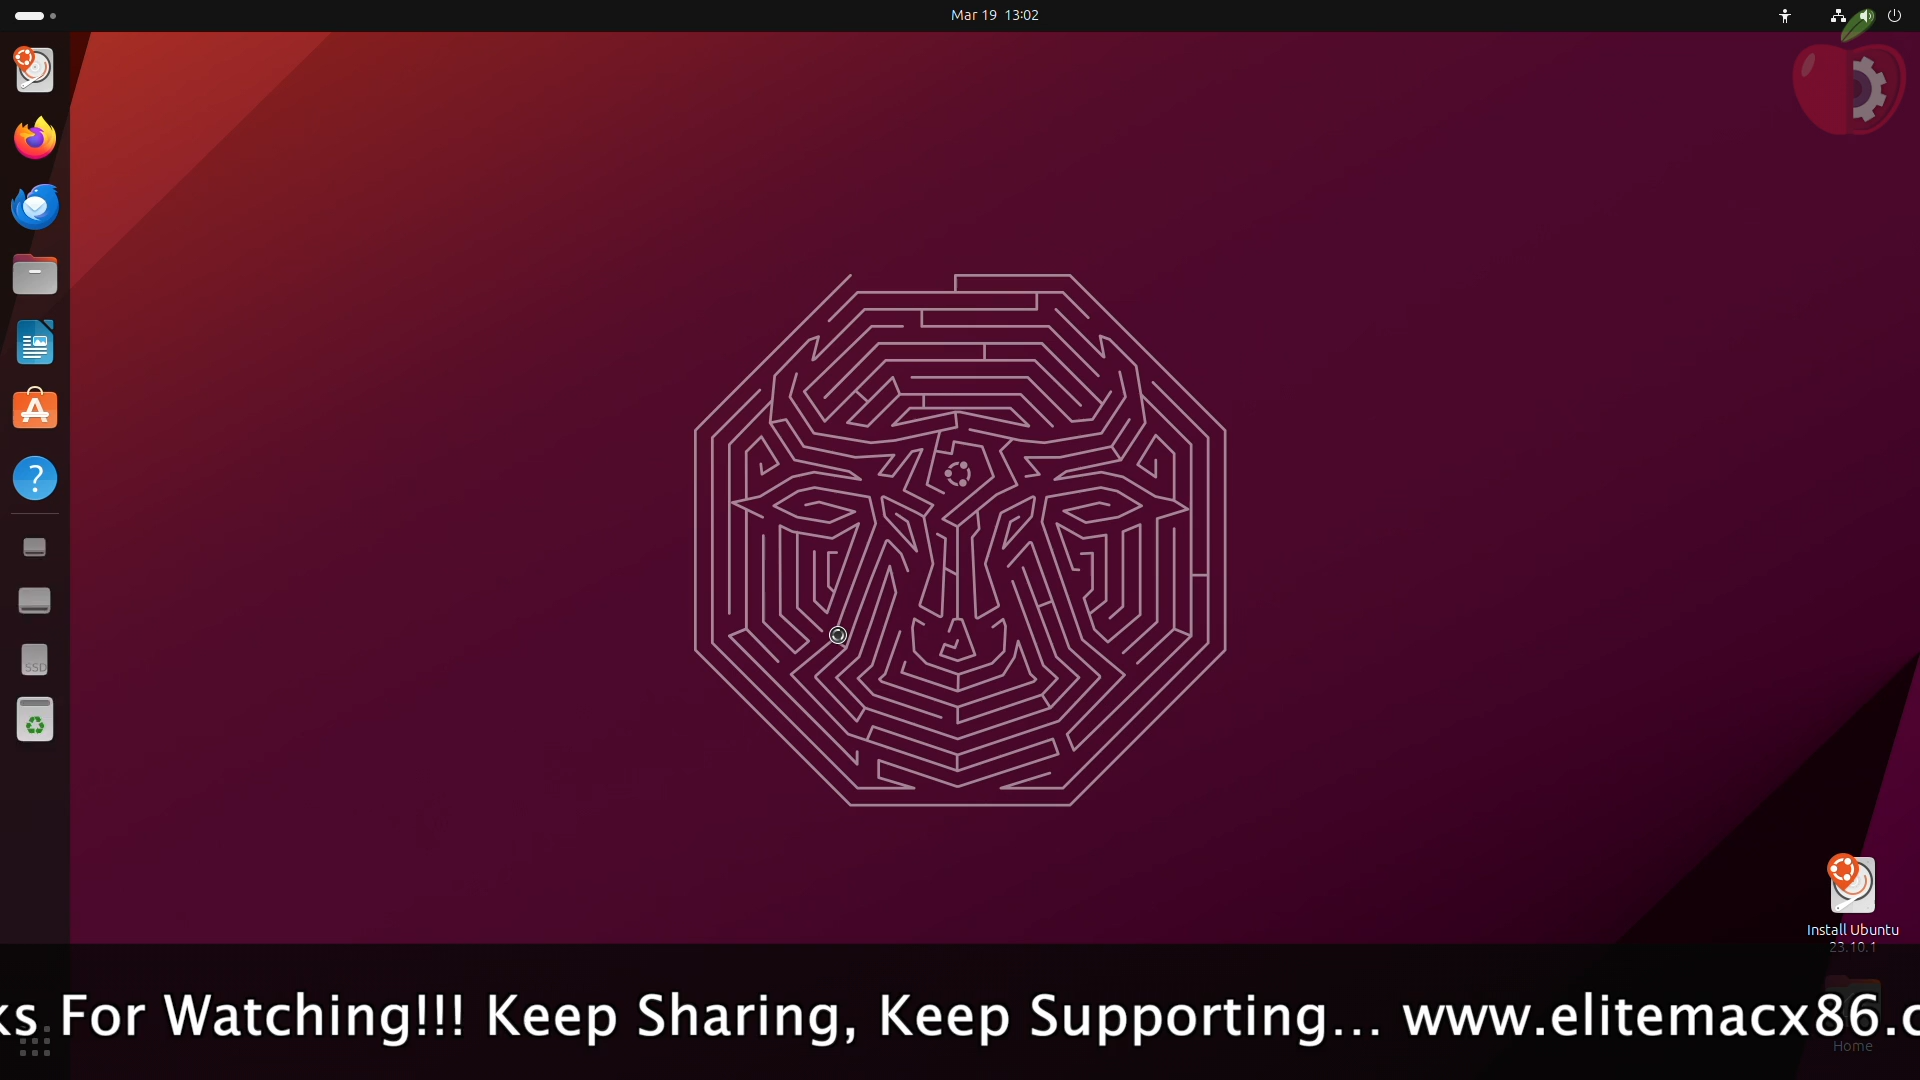 Mar 19 13:02
SSD
Install Ubuntu
23.10.1
ks For Watching!!! Keep Sharing, Keep Supporting... www.elitemacx86.c
Home